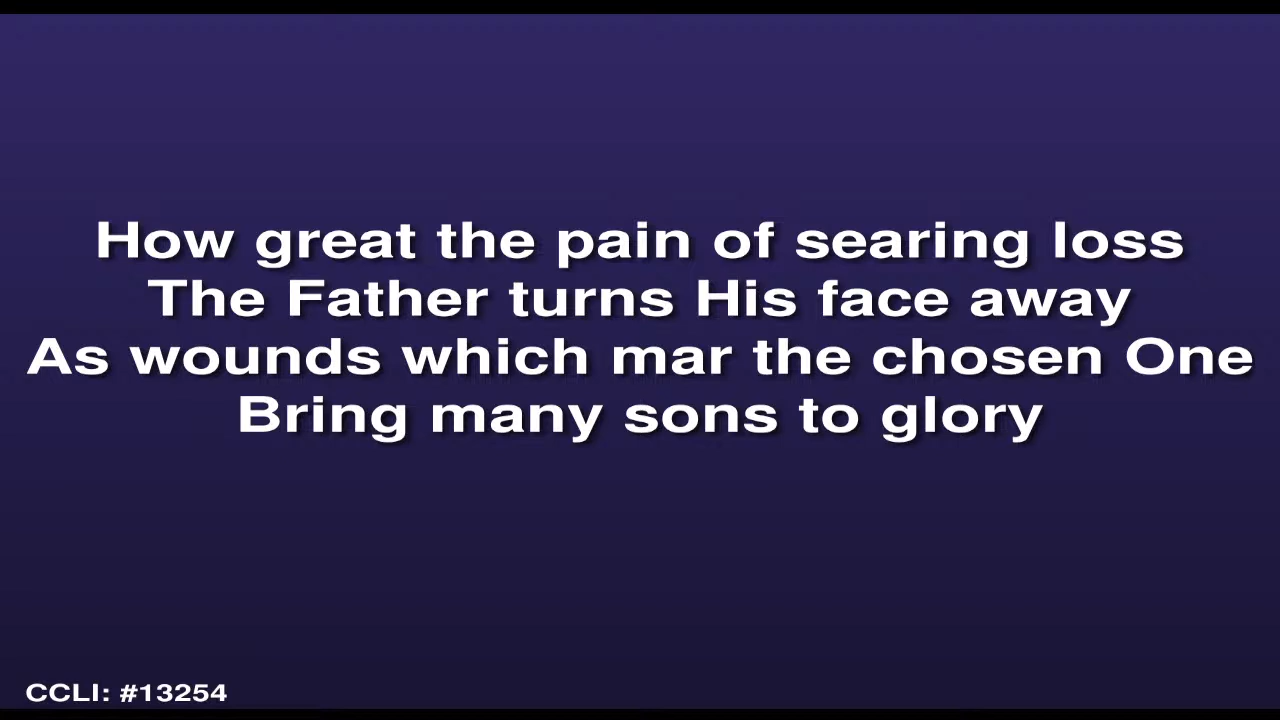 How great the pain of searing loss
The Father turns His face away
As wounds which mar the chosen One
Bring many sons to glory
CCLI: #13254